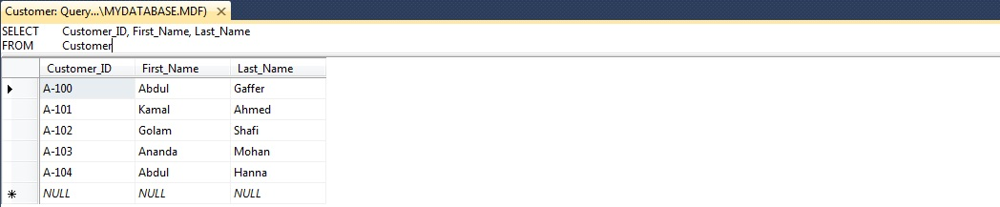 Customer: Query...\MYDATABASE.MDF)
SELECT Customer_ID, First_Name, Last_Name
FROM Customer
Customer_ID First_Name Last_Name
A-100 Abdul Gaffer
A-101 Kamal Ahmed
A-102 Golam Shafi
A-103 Ananda Mohan
A-104 Abdul Hanna
NULL NULL NULL